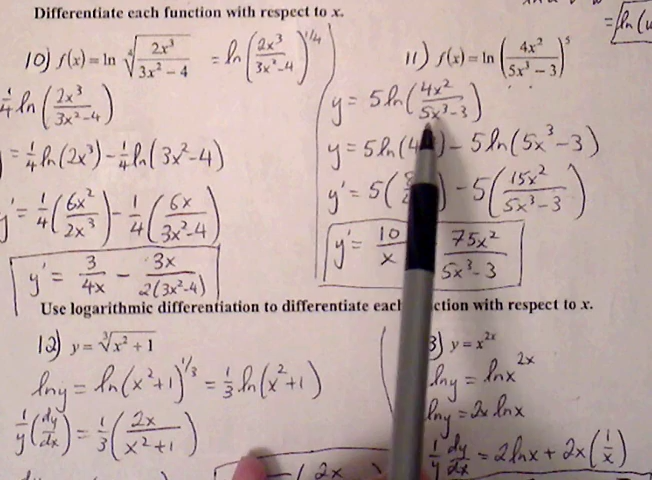 Differentiate each function with respect to x.
= ln(u
10) f(x) = ln ∜(2x³/(3x² − 4)) = ln(2x³/(3x²-4))^1/4
1/4 ln(2x³/(3x²-4))
= 1/4 ln(2x³) - 1/4 ln(3x²-4)
y' = 1/4(6x²/2x³) - 1/4(6x/(3x²-4))
y' = 3/4x - 3x/2(3x²-4)
11) f(x) = ln(4x²/(5x³ − 3))⁵
y = 5 ln(4x²/(5x³-3))
y = 5 ln(4 ) - 5 ln(5x³-3)
y' = 5( ) - 5(15x²/(5x³-3))
y' = 10/x 75x²/(5x³-3)
Use logarithmic differentiation to differentiate each ction with respect to x.
12) y = ∛(x² + 1)
ln y = ln(x²+1)^1/3 = 1/3 ln(x²+1)
1/y (dy/dx) = 1/3 (2x/(x²+1))
(2x
3) y = x^2x
ln y = ln x^2x
ln y = 2x ln x
1/y dy/dx = 2 ln x + 2x(1/x)